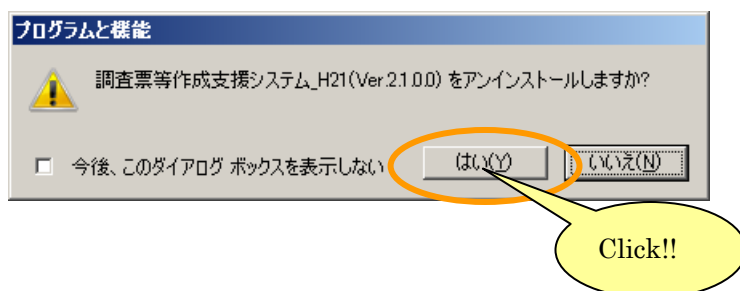 プログラムと機能
調査票等作成支援システム_H21(Ver.2.1.0.0) をアンインストールしますか?
今後、このダイアログ ボックスを表示しない
はい(Y)
いいえ(N)
Click!!